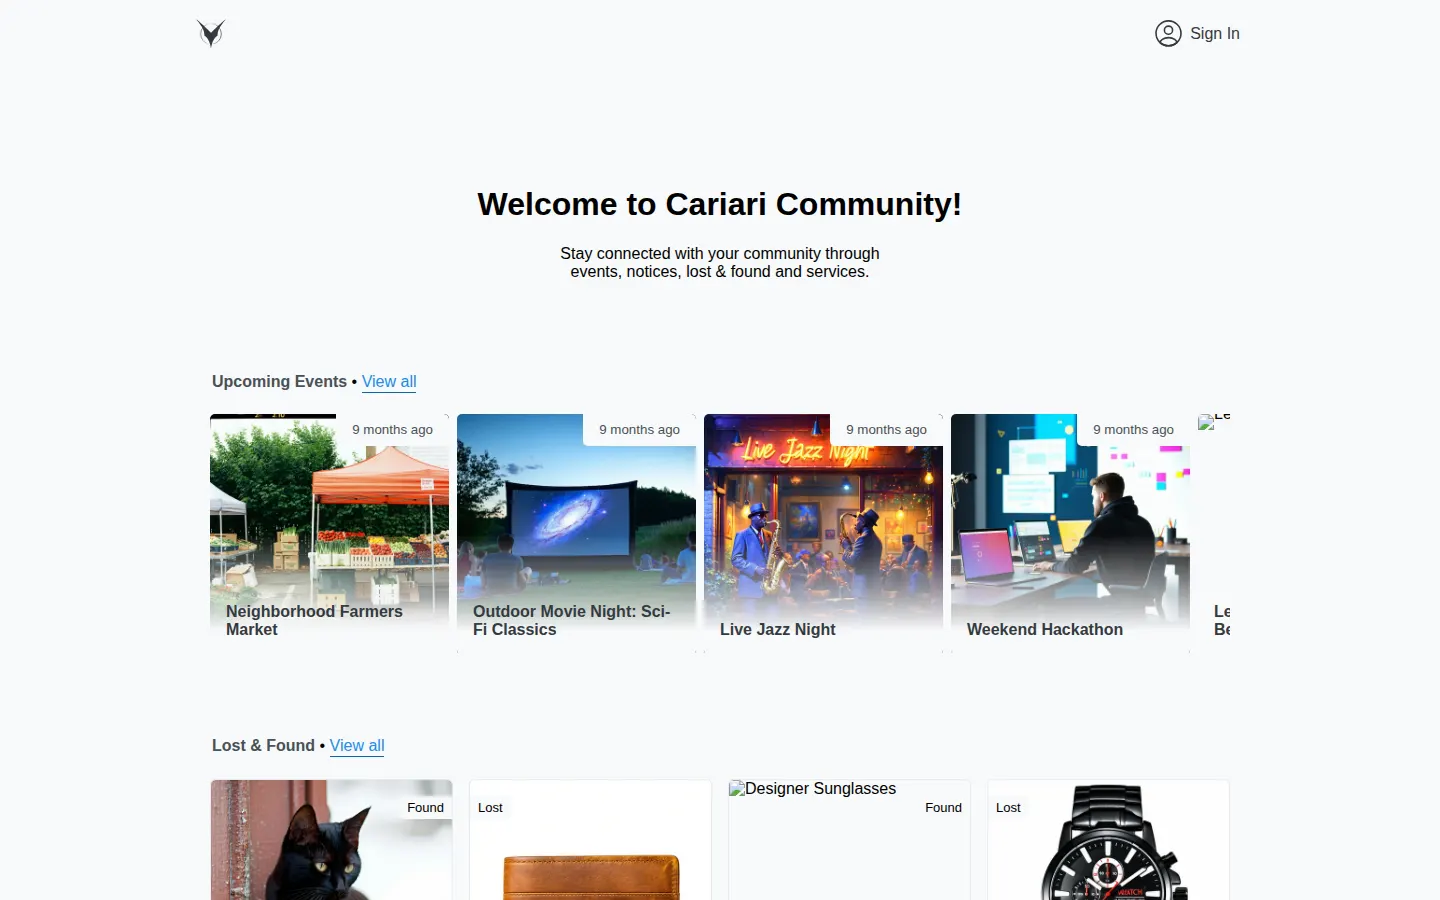 Sign In
Welcome to Cariari Community!
Stay connected with your community through
events, notices, lost & found and services.
Upcoming Events • View all
9 months ago
Neighborhood Farmers
Market
9 months ago
Outdoor Movie Night: Sci-
Fi Classics
9 months ago
Live Jazz Night
Live Jazz Night
9 months ago
Weekend Hackathon
Le
Le
Be
Lost & Found • View all
Found
Lost
Designer Sunglasses
Found
Lost